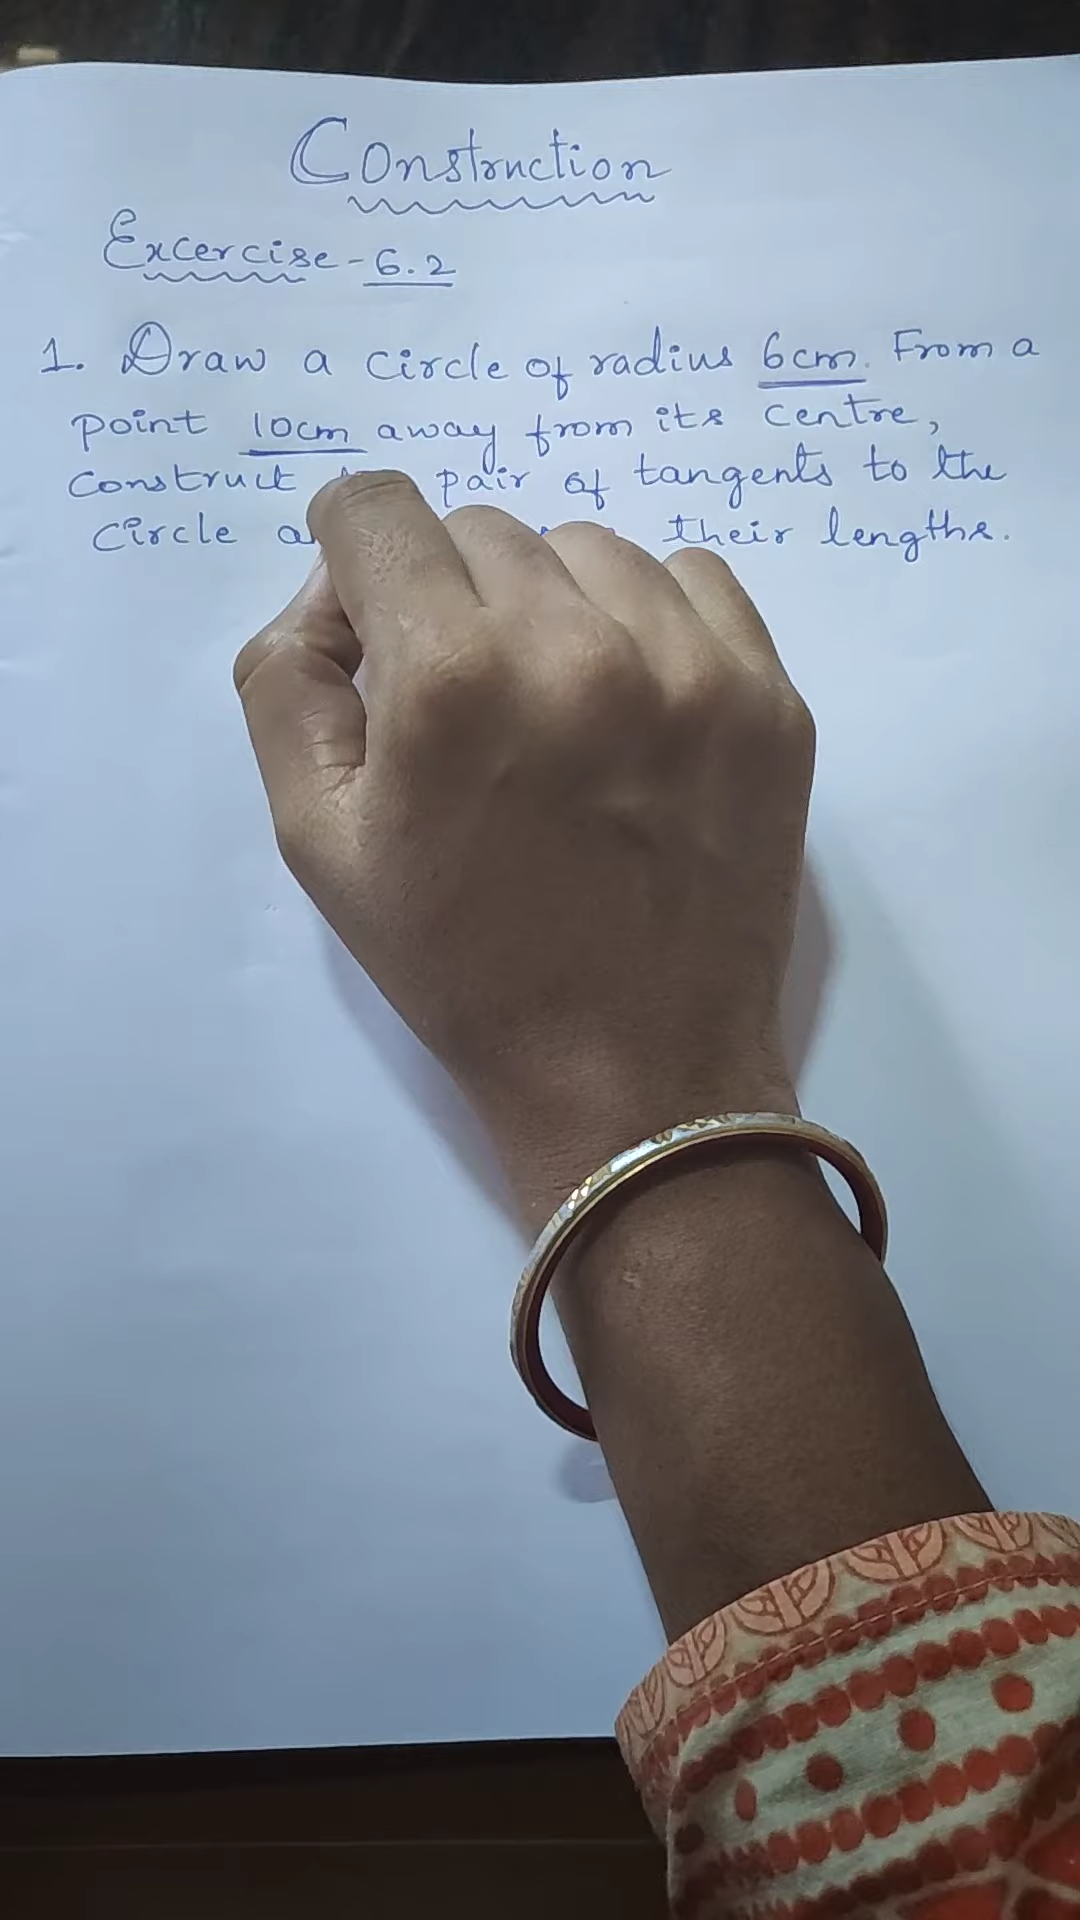 Construction
Excercise - 6.2
1. Draw a circle of radius 6cm. From a
point 10cm away from its centre,
Construct pair of tangents to the
Circle their lengths.